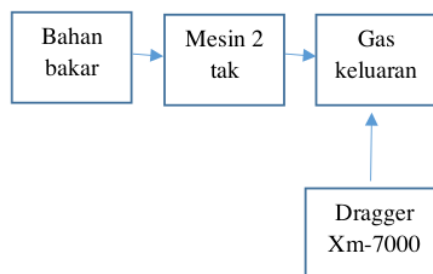 Bahan
bakar
Mesin 2
tak
Gas
keluaran
Dragger
Xm-7000